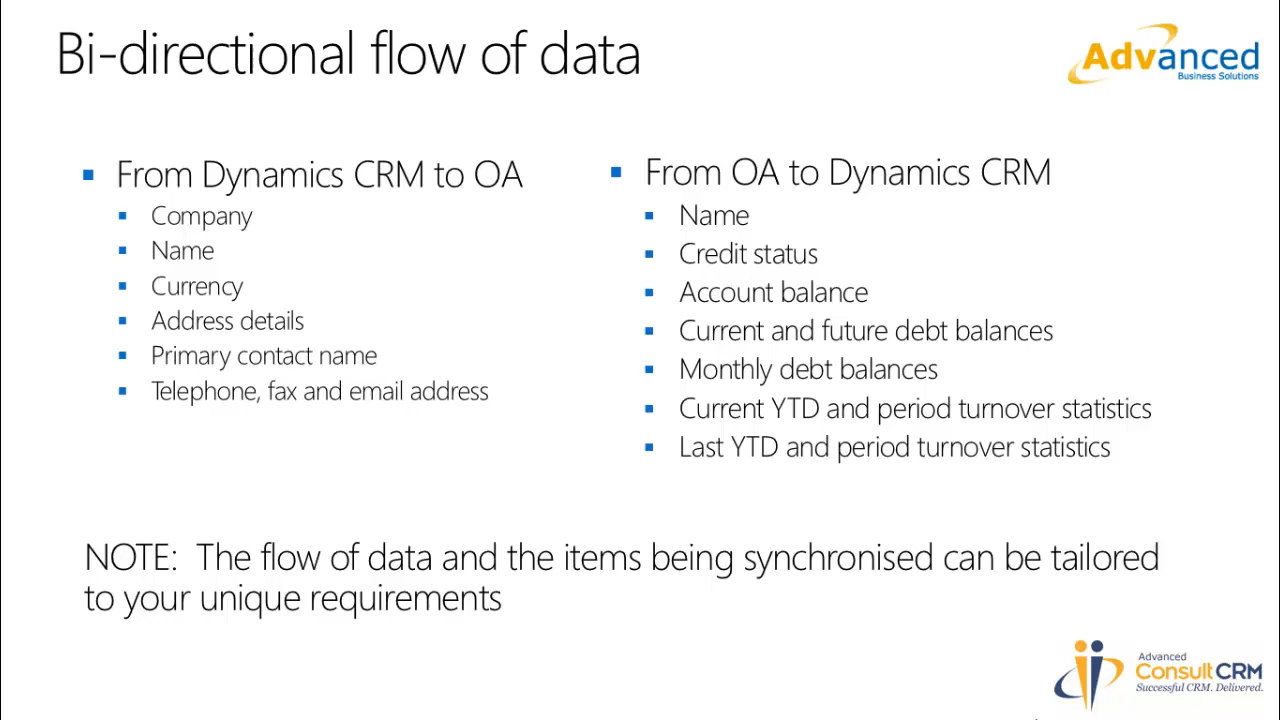 Bi-directional flow of data
Advanced
Business Solutions
From Dynamics CRM to OA
Company
Name
Currency
Address details
Primary contact name
Telephone, fax and email address
From OA to Dynamics CRM
Name
Credit status
Account balance
Current and future debt balances
Monthly debt balances
Current YTD and period turnover statistics
Last YTD and period turnover statistics
NOTE: The flow of data and the items being synchronised can be tailored
to your unique requirements
Advanced
ConsultCRM
Successful CRM. Delivered.